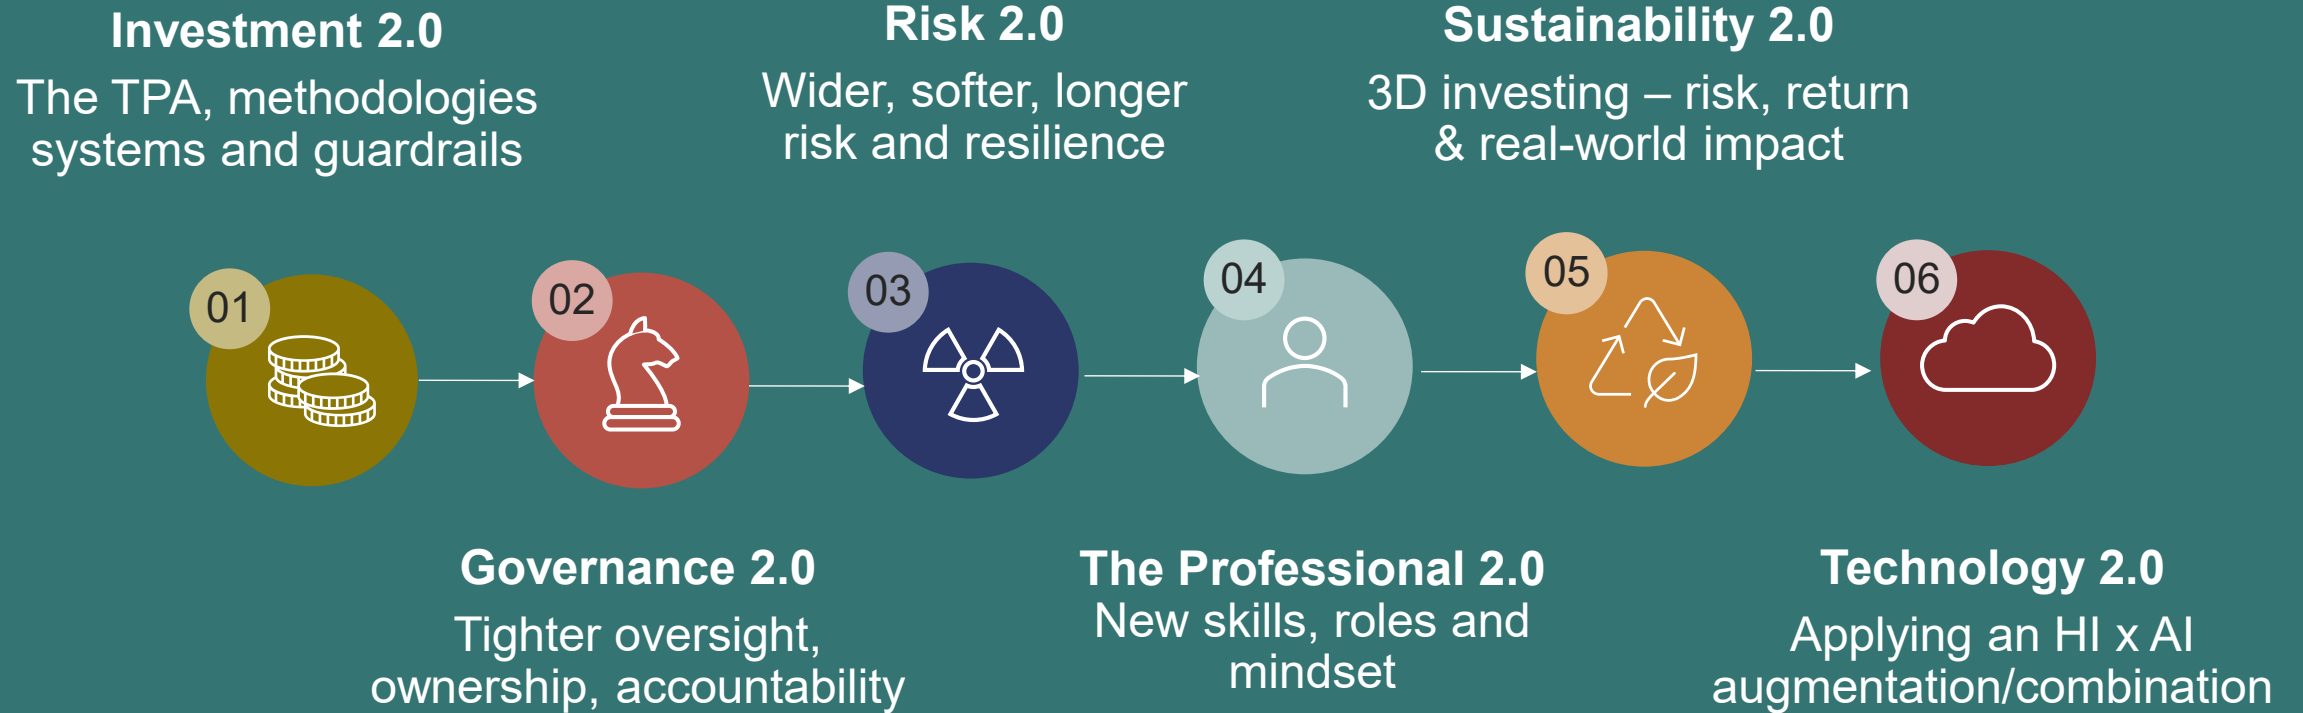 Investment 2.0
The TPA, methodologies
systems and guardrails
Risk 2.0
Wider, softer, longer
risk and resilience
Sustainability 2.0
3D investing – risk, return
& real-world impact
01
02
03
04
05
06
Governance 2.0
Tighter oversight,
ownership, accountability
The Professional 2.0
New skills, roles and
mindset
Technology 2.0
Applying an HI x AI
augmentation/combination